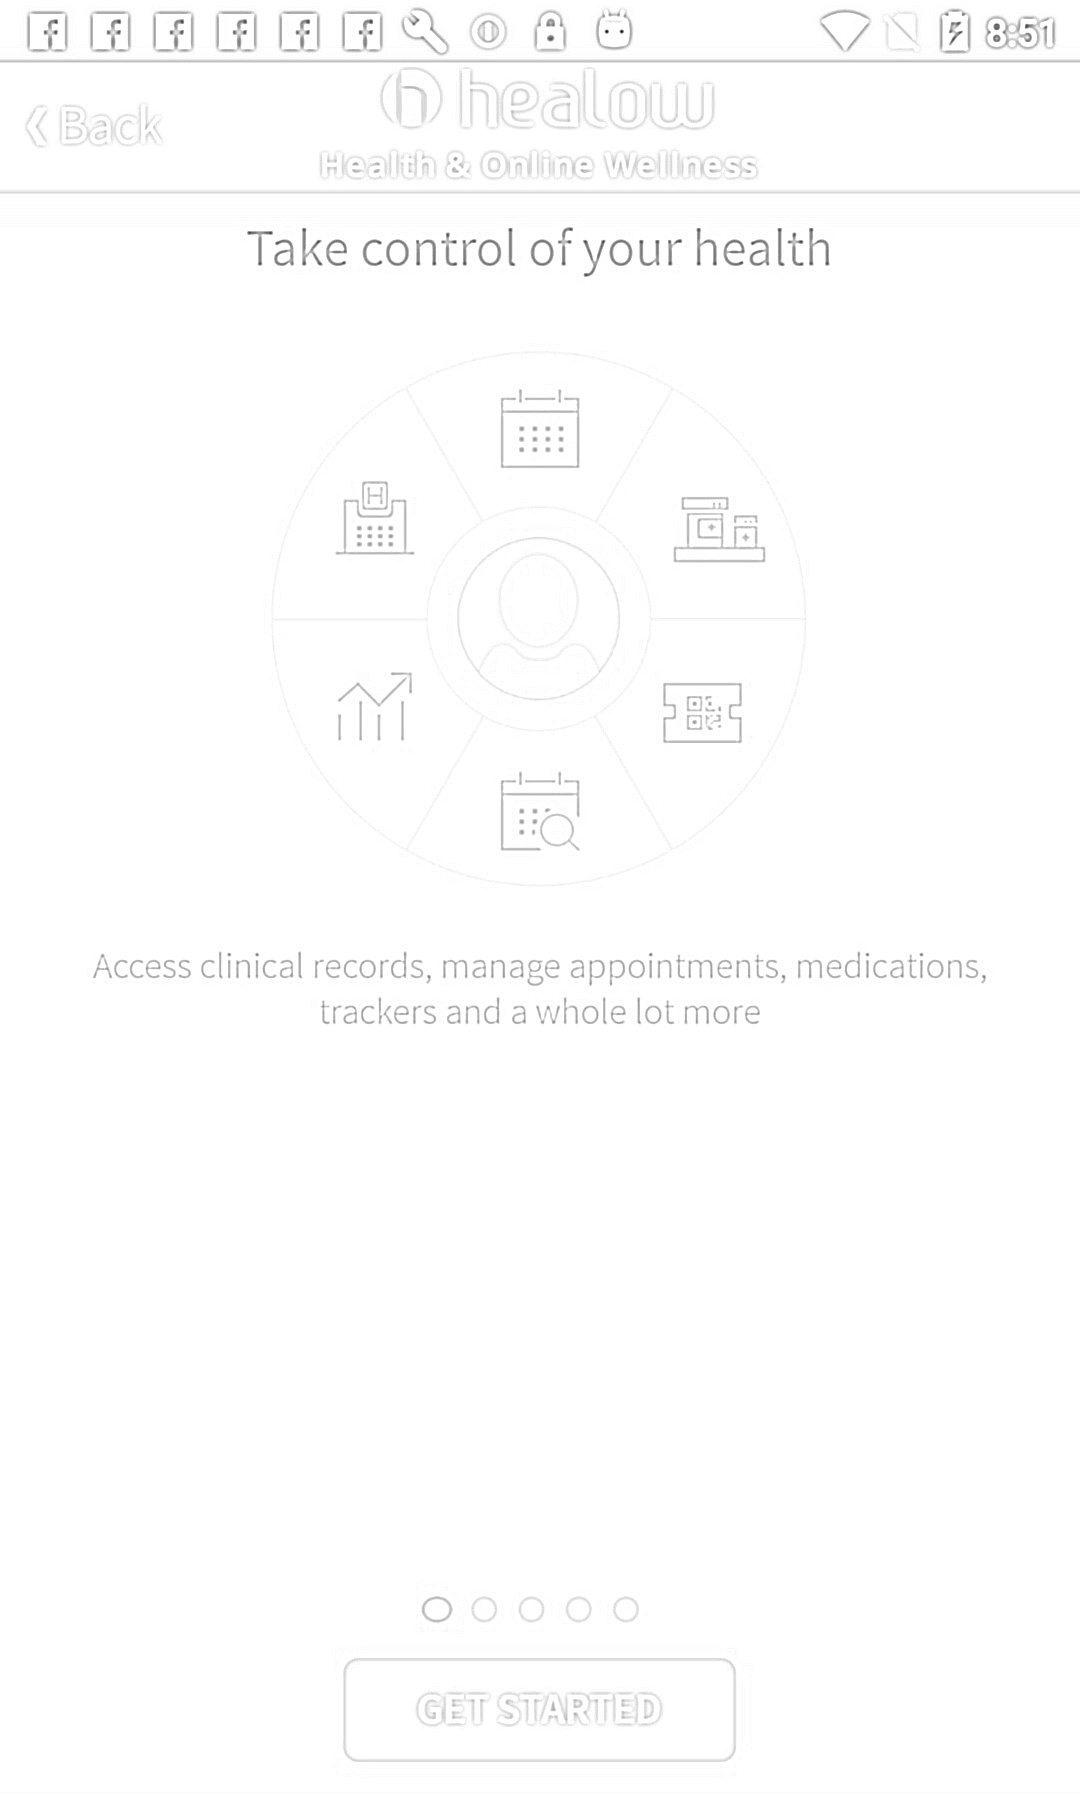 8:51
Back
healow
Health & Online Wellness
Take control of your health
H
Access clinical records, manage appointments, medications,
trackers and a whole lot more
GET STARTED